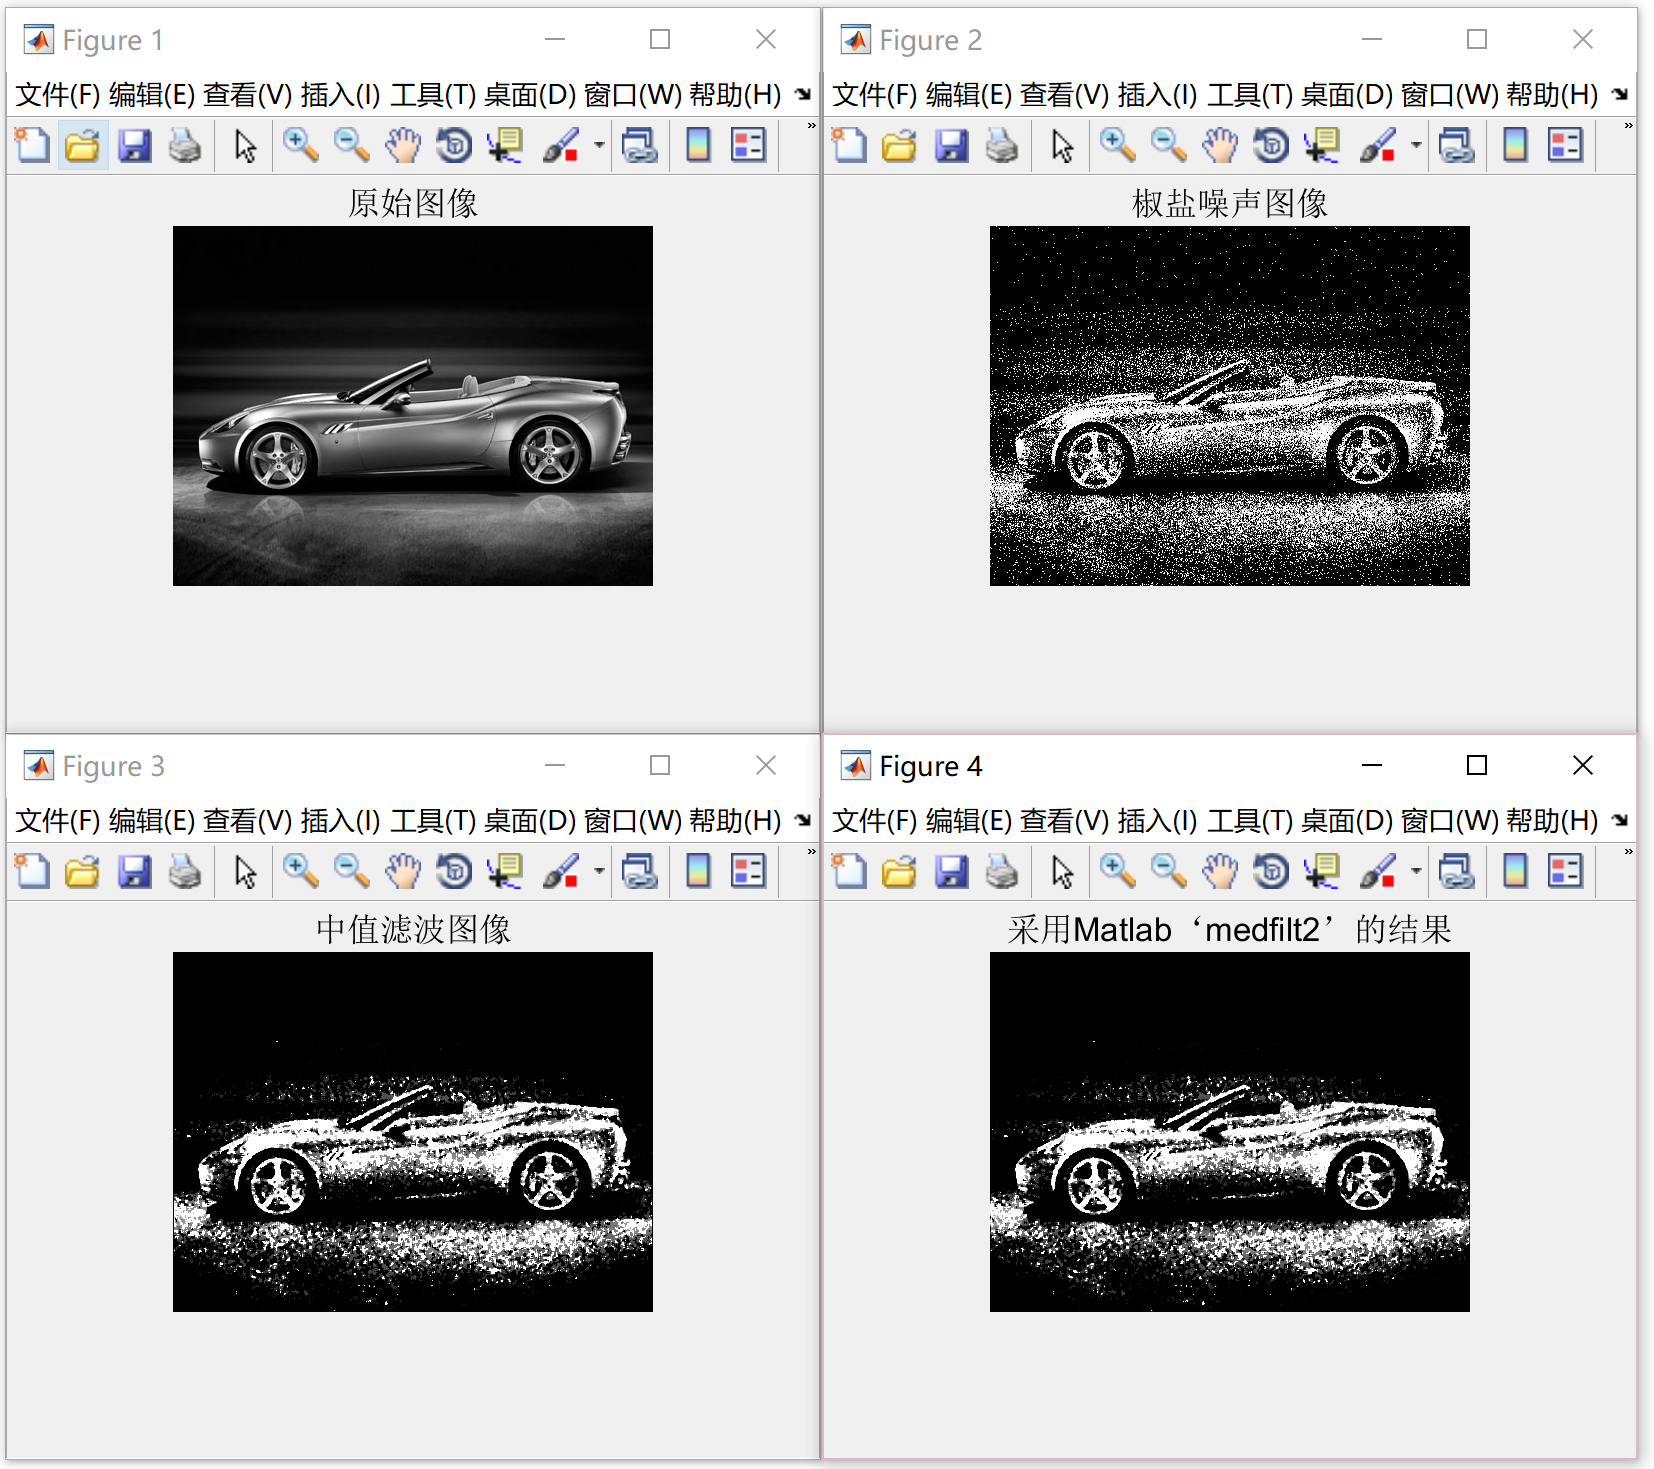 Figure 1
文件(F) 编辑(E) 查看(V) 插入(I) 工具(T) 桌面(D) 窗口(W) 帮助(H)
原始图像
Figure 2
文件(F) 编辑(E) 查看(V) 插入(I) 工具(T) 桌面(D) 窗口(W) 帮助(H)
椒盐噪声图像
Figure 3
文件(F) 编辑(E) 查看(V) 插入(I) 工具(T) 桌面(D) 窗口(W) 帮助(H)
中值滤波图像
Figure 4
文件(F) 编辑(E) 查看(V) 插入(I) 工具(T) 桌面(D) 窗口(W) 帮助(H)
采用Matlab‘medfilt2’的结果